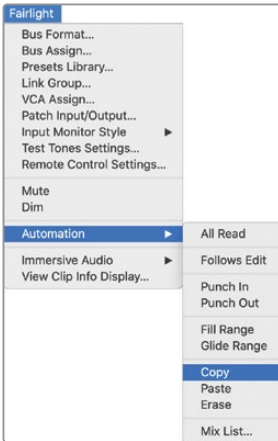 Fairlight
Bus Format...
Bus Assign...
Presets Library...
Link Group...
VCA Assign...
Patch Input/Output...
Input Monitor Style
Test Tones Settings...
Remote Control Settings...
Mute
Dim
Automation
Immersive Audio
View Clip Info Display...
All Read
Follows Edit
Punch In
Punch Out
Fill Range
Glide Range
Copy
Paste
Erase
Mix List...